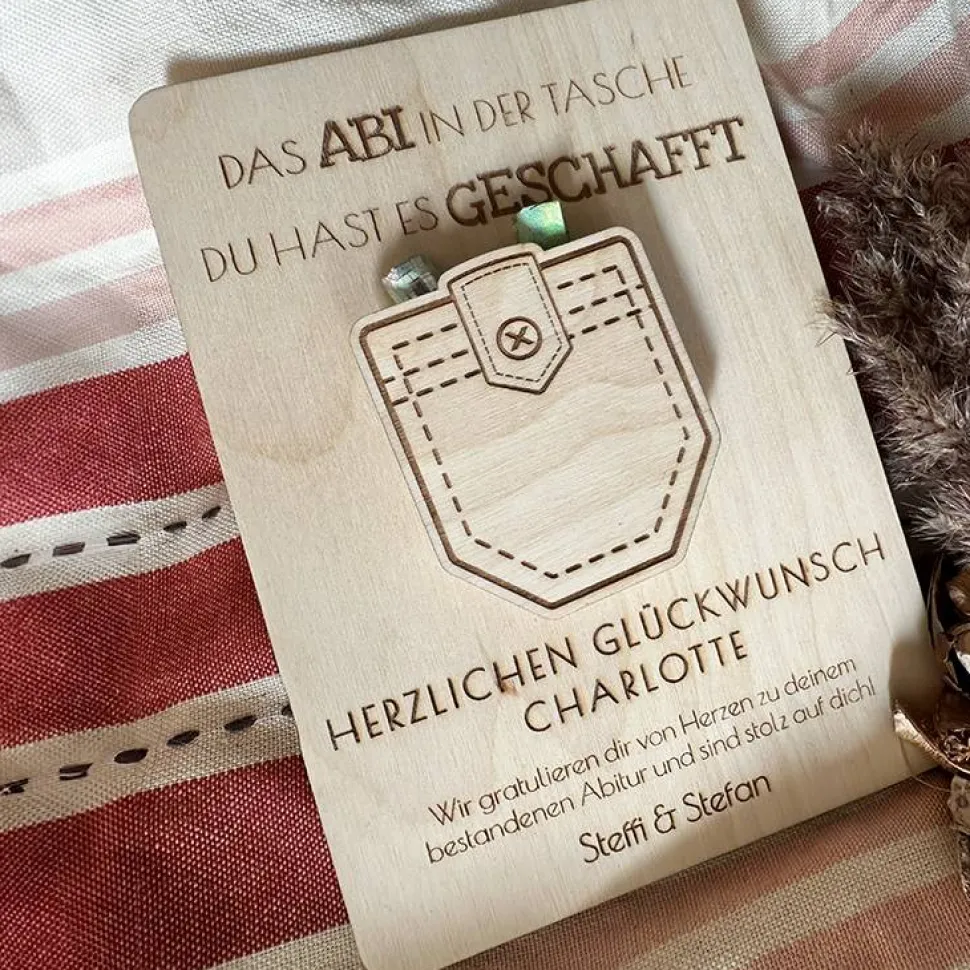 DAS ABI IN DER TASCHE
DU HAST ES GESCHAFFT
HERZLICHEN GLÜCKWUNSCH
CHARLOTTE
Wir gratulieren dir von Herzen zu deinem
bestandenen Abitur und sind stolz auf dich!
Steffi & Stefan